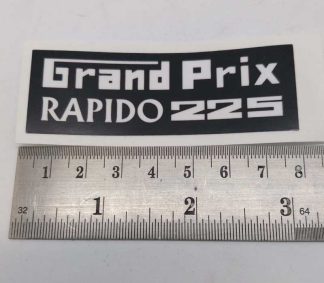 Grand Prix
RAPIDO 225
1 2 3 4 5 6 7 8
32 1 2 3 64